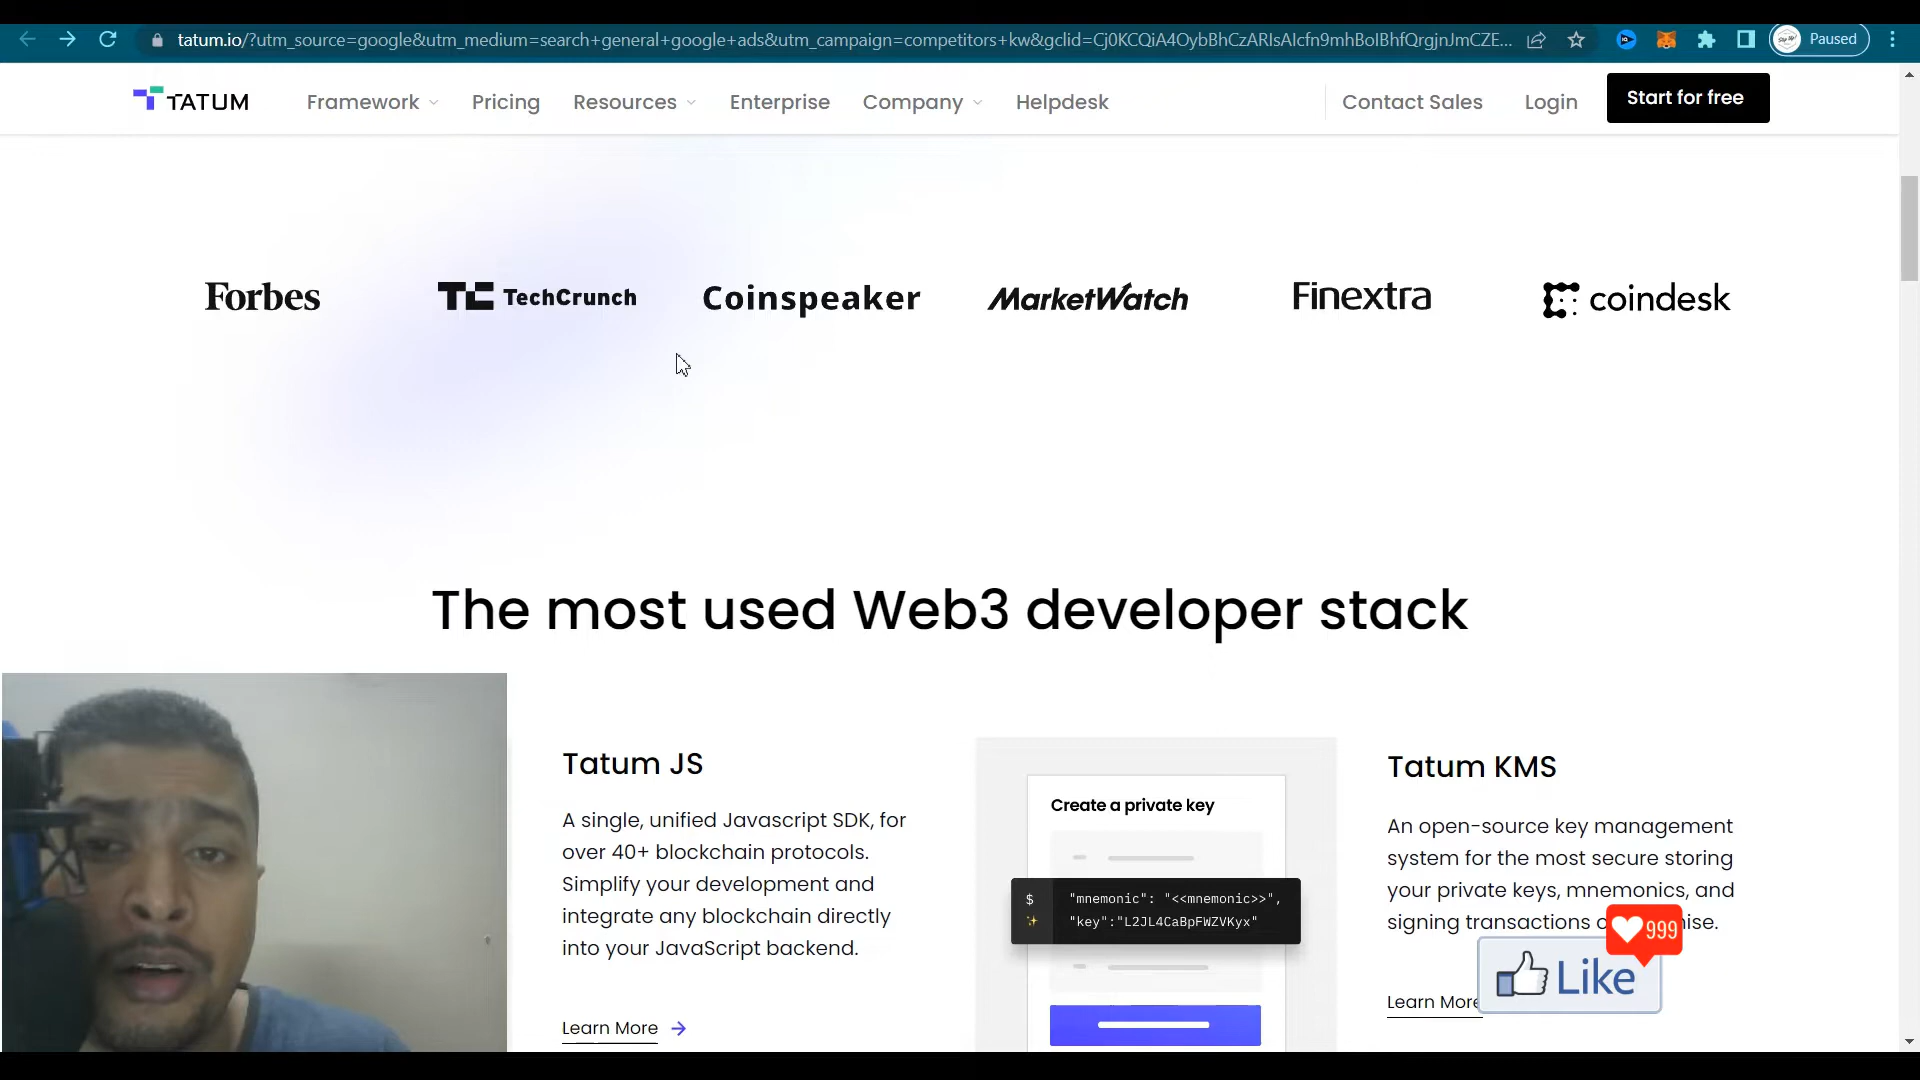 tatum.io/?utm_source=google&utm_medium=search+general+google+ads&utm_campaign=competitors+kw&gclid=Cj0KCQiA4OybBhCzARIsAIcfn9mhBoIBhfQrgjnJmCZE...
Paused
TATUM
Framework
Pricing
Resources
Enterprise
Company
Helpdesk
Contact Sales
Login
Start for free
Forbes
TC TechCrunch
Coinspeaker
MarketWatch
Finextra
coindesk
The most used Web3 developer stack
Tatum JS
A single, unified Javascript SDK, for
over 40+ blockchain protocols.
Simplify your development and
integrate any blockchain directly
into your JavaScript backend.
Learn More
Create a private key
$ "mnemonic": "<<mnemonic>>",
"key":"L2JL4CaBpFWZVKyx"
Tatum KMS
An open-source key management
system for the most secure storing
your private keys, mnemonics, and
signing transactions
Learn More
999
Like